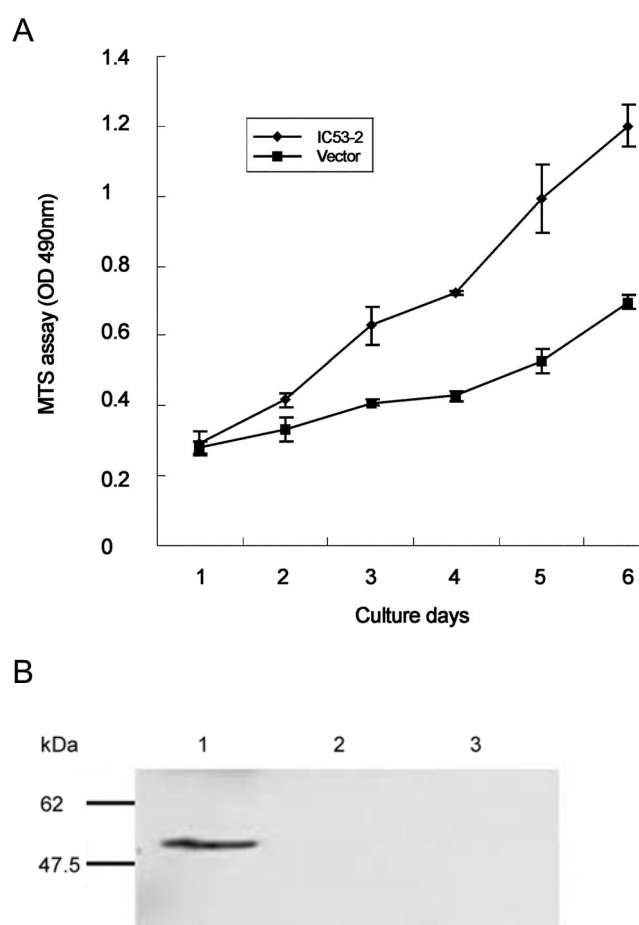 A
1.4
1.2
1
0.8
0.6
0.4
0.2
0
MTS assay (OD 490nm)
IC53-2
Vector
1 2 3 4 5 6
Culture days
B
kDa 1 2 3
62
47.5